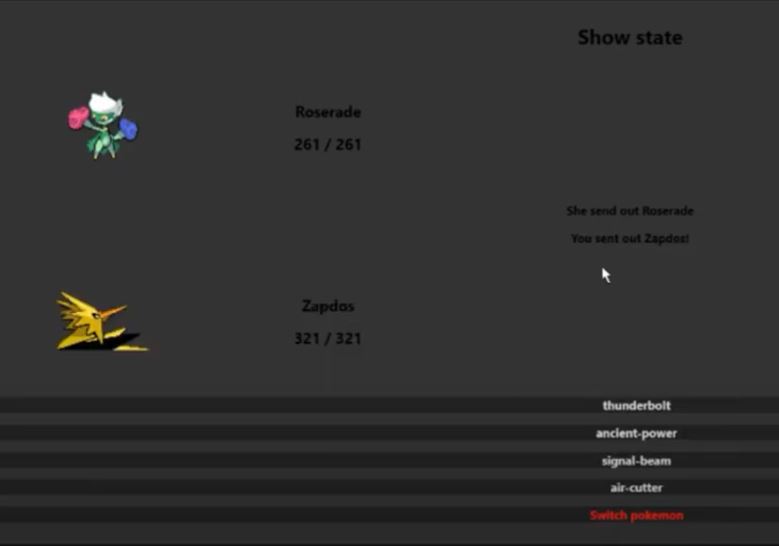 Show state
Roserade
261 / 261
She send out Roserade
You sent out Zapdos!
Zapdos
321 / 321
thunderbolt
ancient-power
signal-beam
air-cutter
Switch pokemon